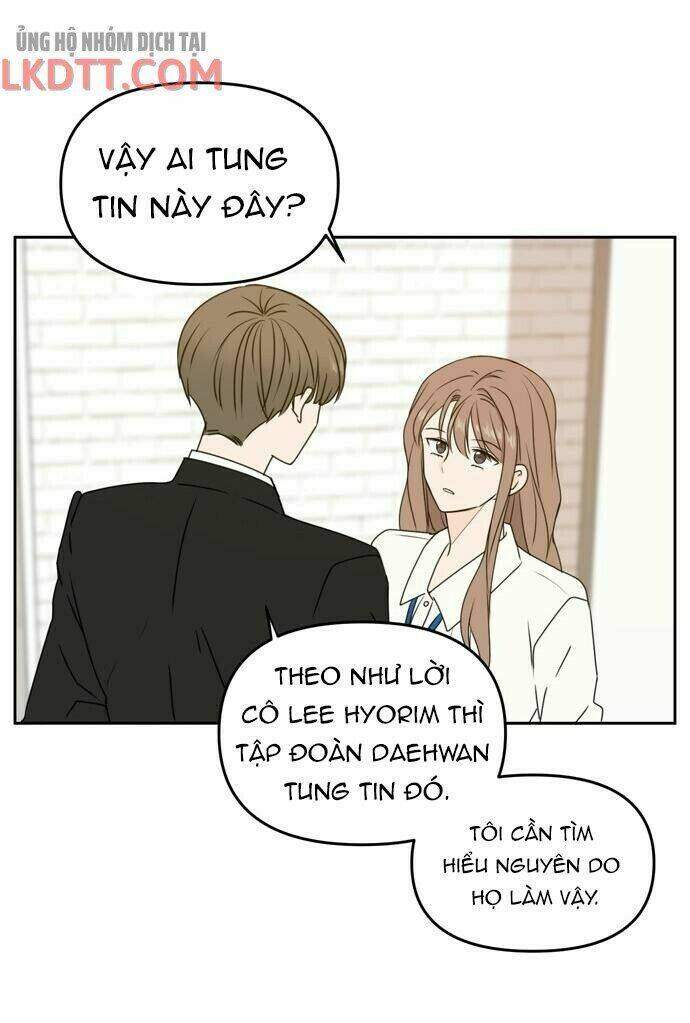 ỦNG HỘ NHÓM DỊCH TẠI
LKDTT.COM
VẬY AI TUNG
TIN NÀY ĐÂY?
THEO NHƯ LỜI
CÔ LEE HYORIM THÌ
TẬP ĐOÀN DAEHWAN
TUNG TIN ĐÓ.
TÔI CẦN TÌM
HIỂU NGUYÊN DO
HỌ LÀM VẬY.